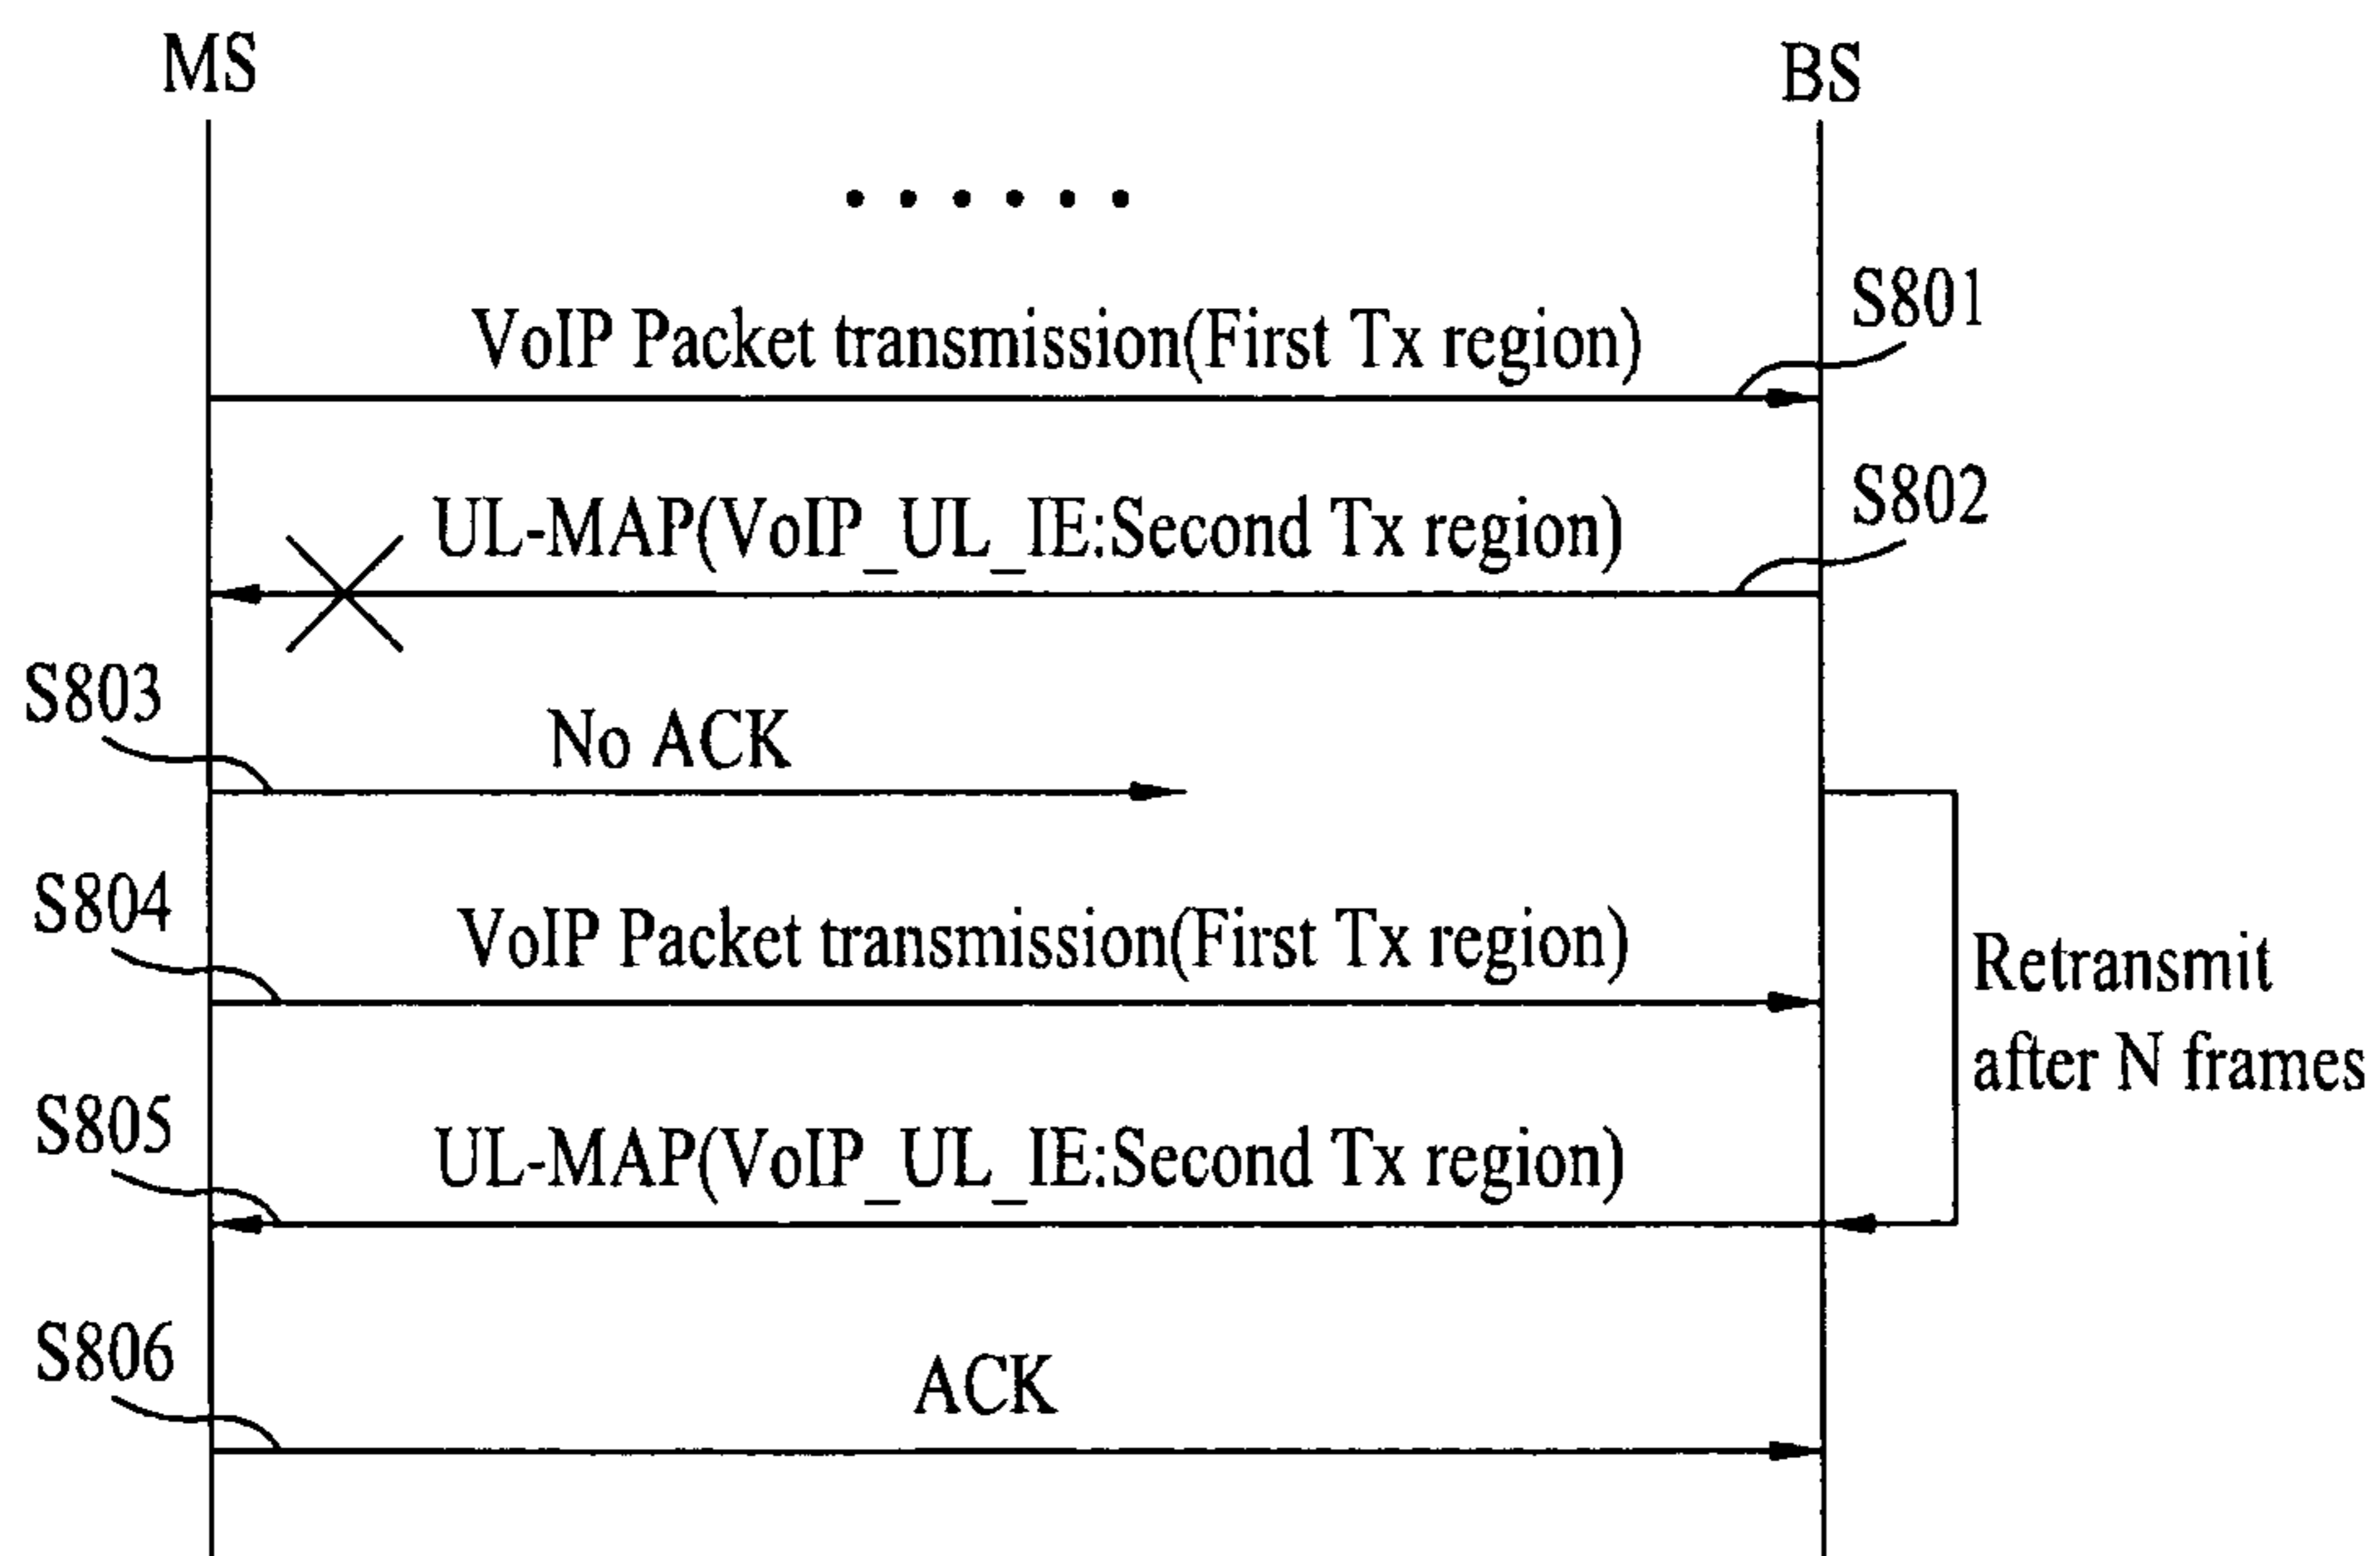 MS
BS
VoIP Packet transmission(First Tx region)
S801
UL-MAP(VoIP_UL_IE:Second Tx region)
S802
S803
No ACK
S804
VoIP Packet transmission(First Tx region)
Retransmit
after N frames
S805
UL-MAP(VoIP_UL_IE:Second Tx region)
S806
ACK